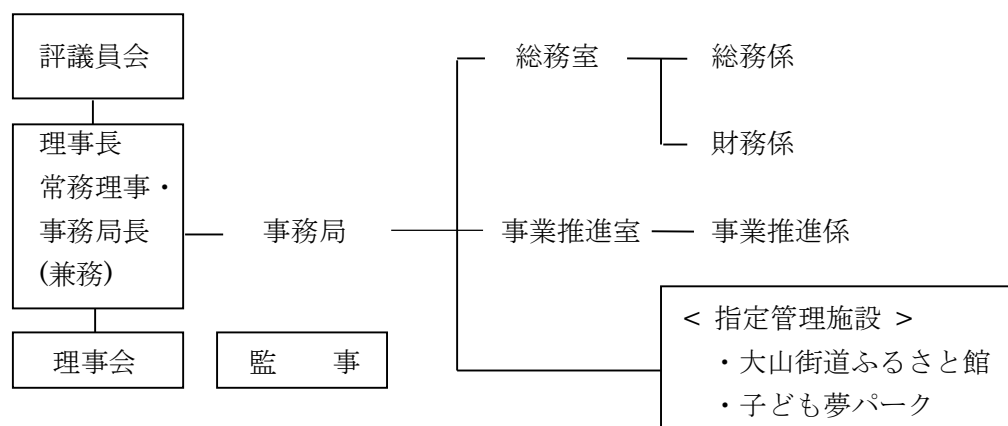 評議員会
理事長
常務理事・
事務局長
(兼務)
理事会
監　　事
事務局
総務室
総務係
財務係
事業推進室
事業推進係
< 指定管理施設 >
・大山街道ふるさと館
・子ども夢パーク